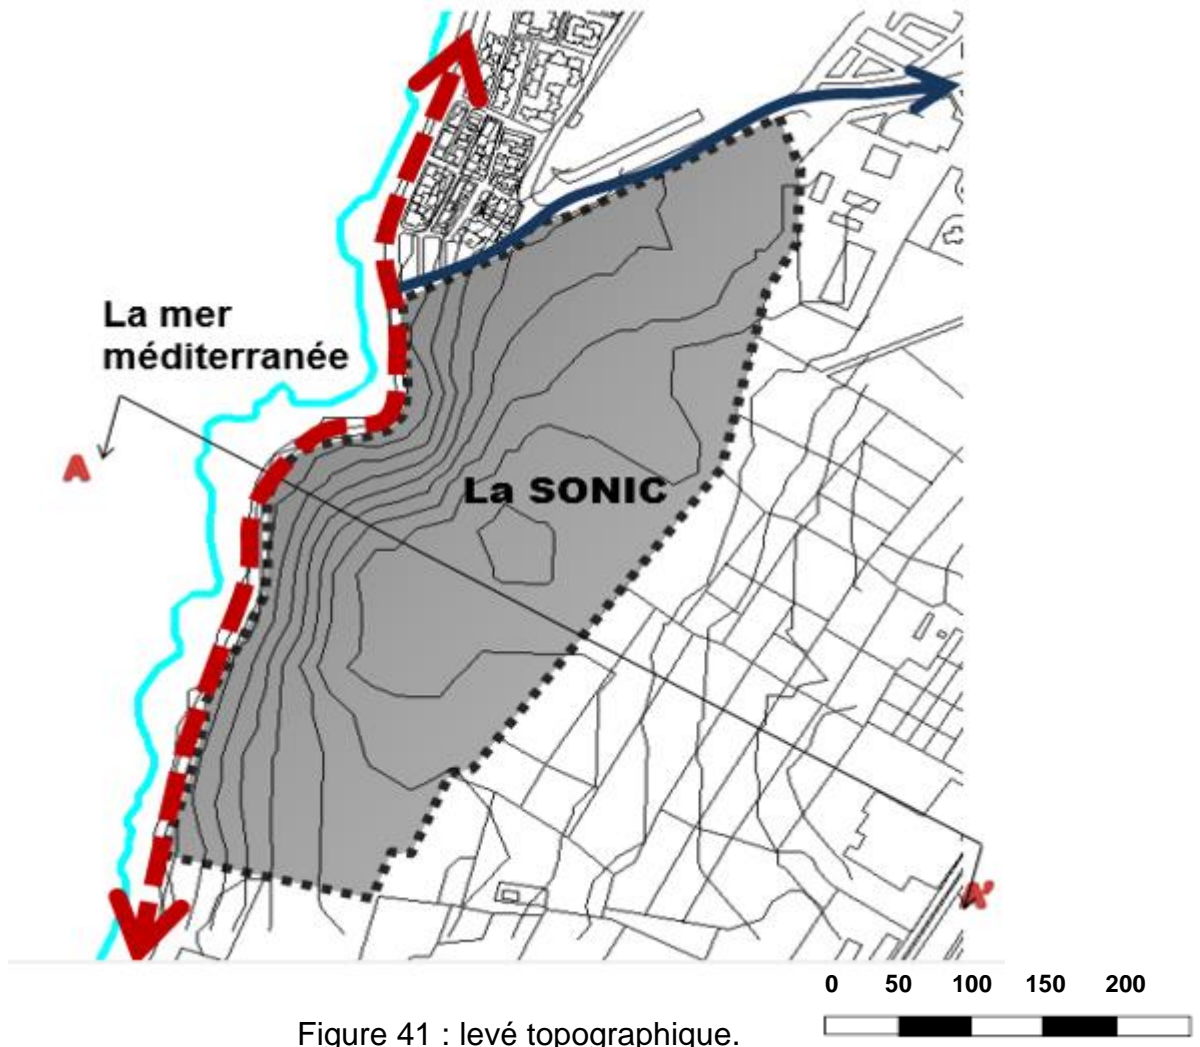 La mer
méditerranée
A
La SONIC
A'
0 50 100 150 200
Figure 41 : levé topographique.